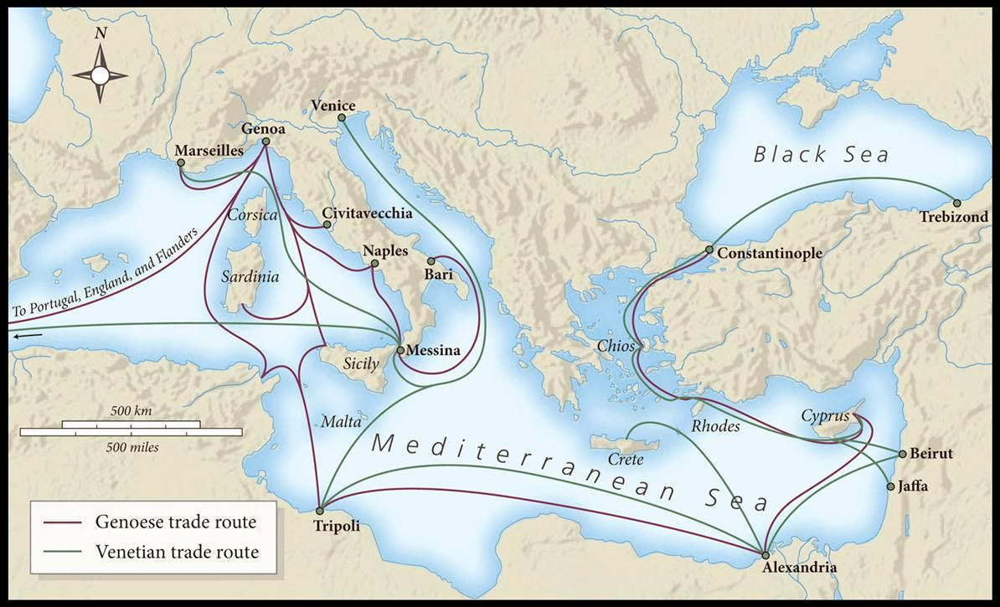 N
Venice
Genoa
Marseilles
Black Sea
Corsica
Civitavecchia
Trebizond
To Portugal, England, and Flanders
Naples
Constantinople
Sardinia
Bari
Chios
Messina
Sicily
500 km
500 miles
Malta
Cyprus
Rhodes
Mediterranean Sea
Crete
Beirut
Jaffa
Tripoli
Genoese trade route
Venetian trade route
Alexandria